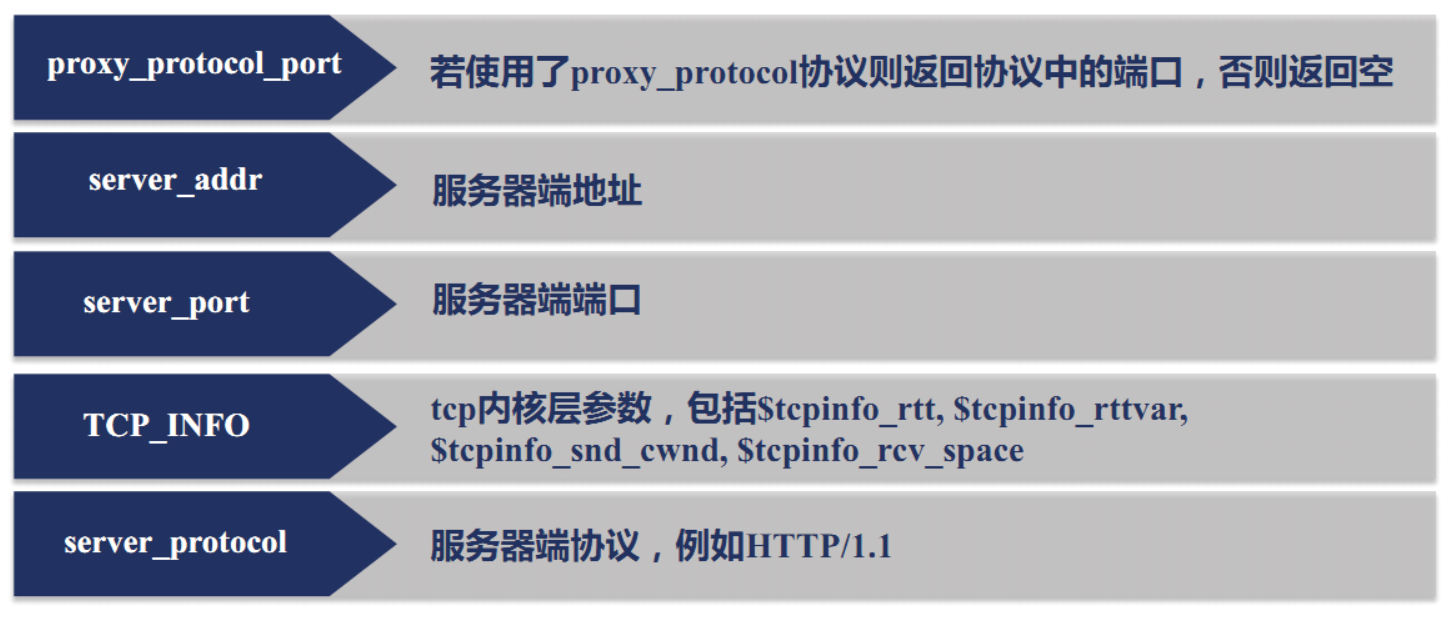 proxy_protocol_port
若使用了proxy_protocol协议则返回协议中的端口，否则返回空
server_addr
服务器端地址
server_port
服务器端端口
TCP_INFO
tcp内核层参数，包括$tcpinfo_rtt, $tcpinfo_rttvar,
$tcpinfo_snd_cwnd, $tcpinfo_rcv_space
server_protocol
服务器端协议，例如HTTP/1.1